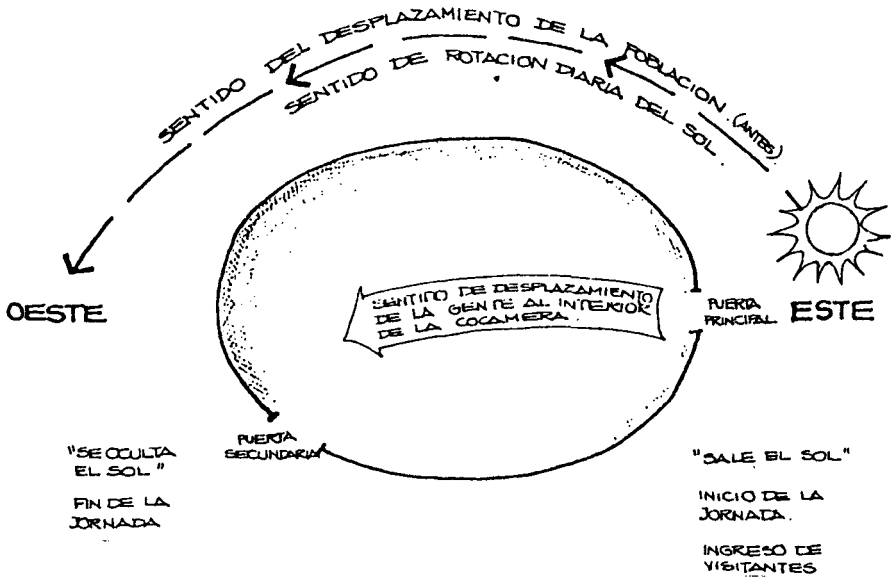 SENTIDO DEL DESPLAZAMIENTO DE LA POBLACION. (ANTES)
SENTIDO DE ROTACION DIARIA DEL SOL.
OESTE
SENTIDO DE DESPLAZAMIENTO
DE LA GENTE AL INTERIOR
DE LA COCAMERA.
PUERTA
PRINCIPAL
ESTE
PUERTA
SECUNDARIA
"SE OCULTA
EL SOL"
FIN DE LA
JORNADA
"SALE EL SOL"
INICIO DE LA
JORNADA.
INGRESO DE
VISITANTES